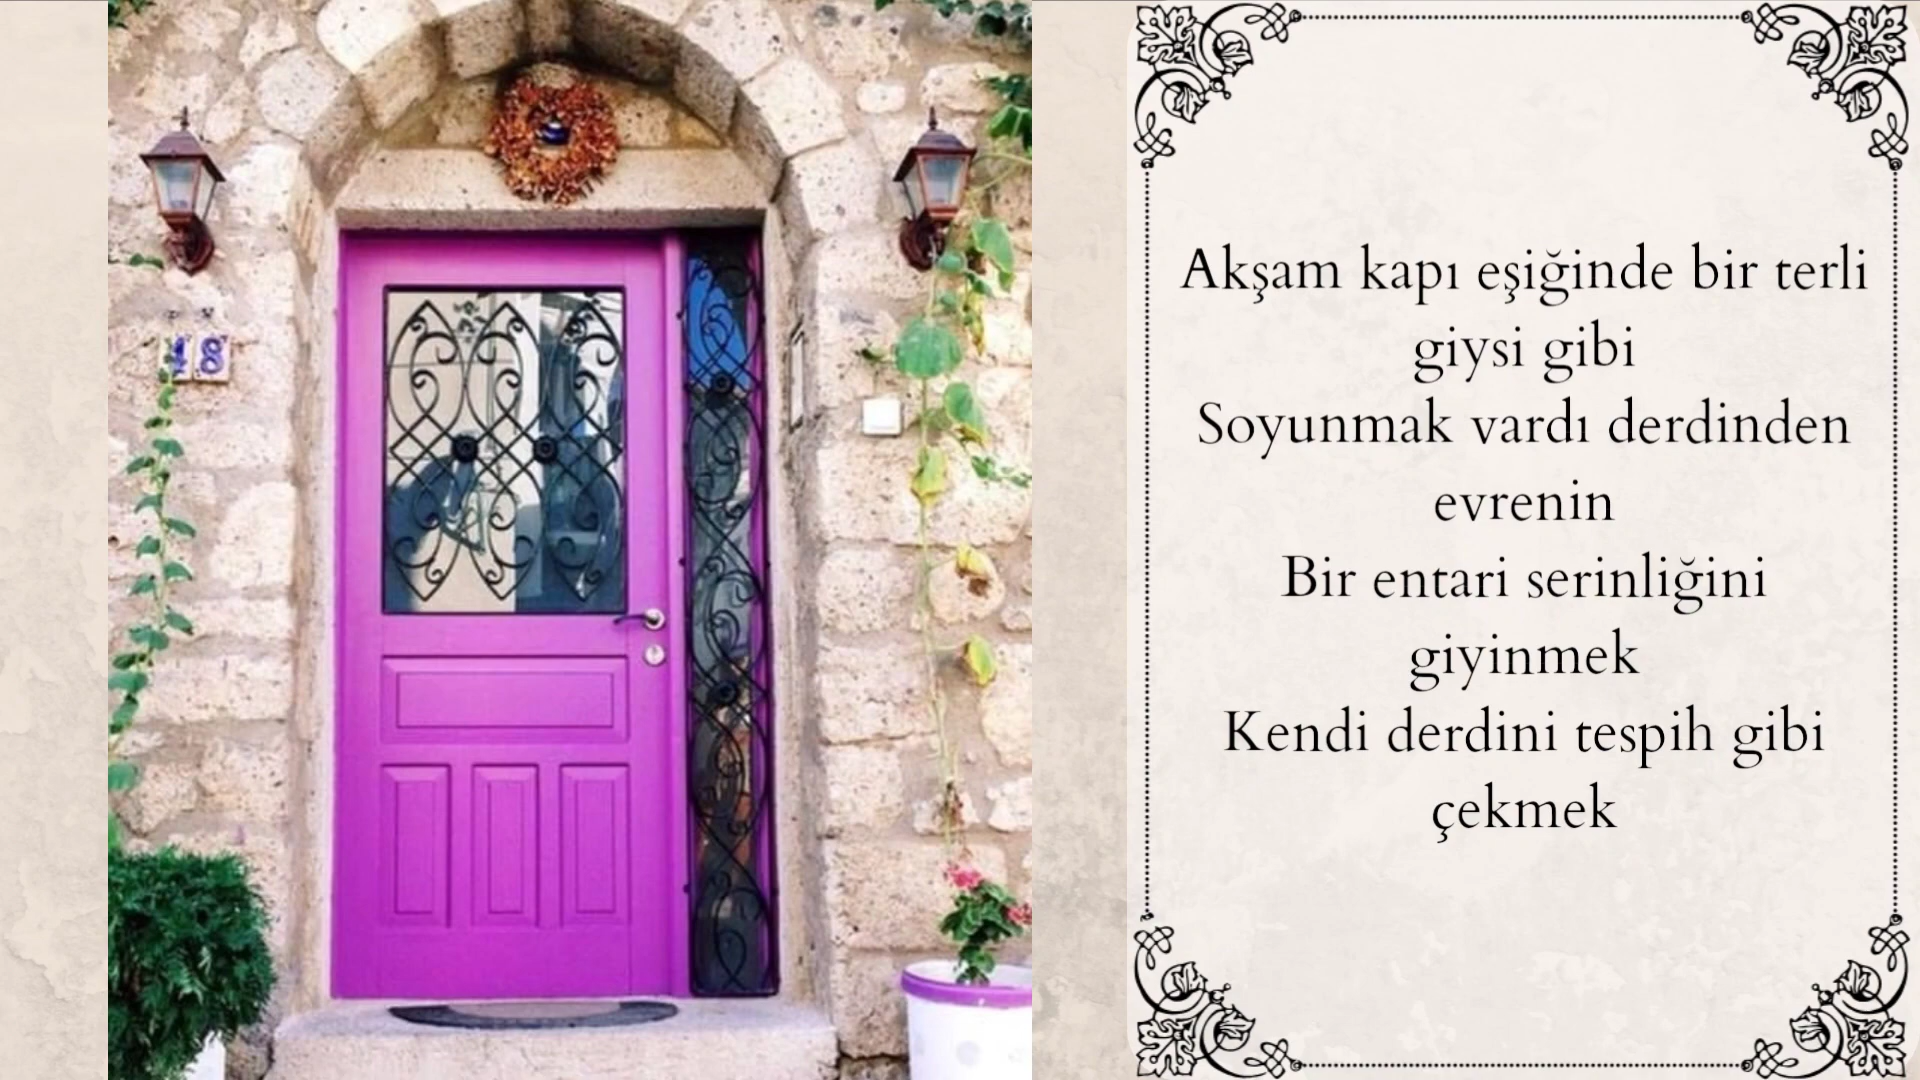 18
Akşam kapı eşiğinde bir terli
giysi gibi
Soyunmak vardı derdinden
evrenin
Bir entari serinliğini
giyinmek
Kendi derdini tespih gibi
çekmek